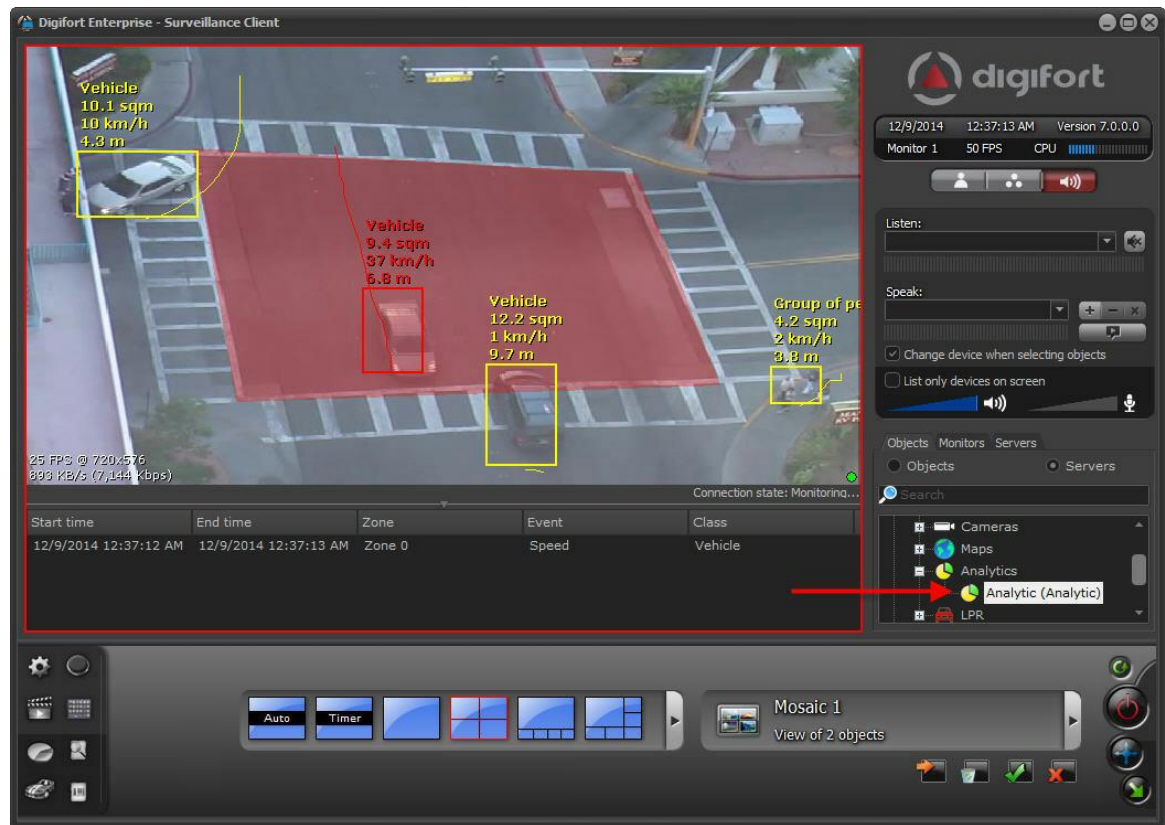 Digifort Enterprise - Surveillance Client
Vehicle
10.1 sqm
10 km/h
4.3 m
Vehicle
9.4 sqm
37 km/h
6.8 m
Vehicle
12.2 sqm
1 km/h
9.7 m
Group of pe
4.2 sqm
2 km/h
3.8 m
25 FPS @ 720x576
893 KB/s (7,144 Kbps)
Connection state: Monitoring...
Start time End time Zone Event Class
12/9/2014 12:37:12 AM 12/9/2014 12:37:13 AM Zone 0 Speed Vehicle
digifort
12/9/2014 12:37:13 AM Version 7.0.0.0
Monitor 1 50 FPS CPU
Listen:
Speak:
Change device when selecting objects
List only devices on screen
Objects Monitors Servers
Objects Servers
Search
Cameras
Maps
Analytics
Analytic (Analytic)
LPR
Auto Timer
Mosaic 1
View of 2 objects